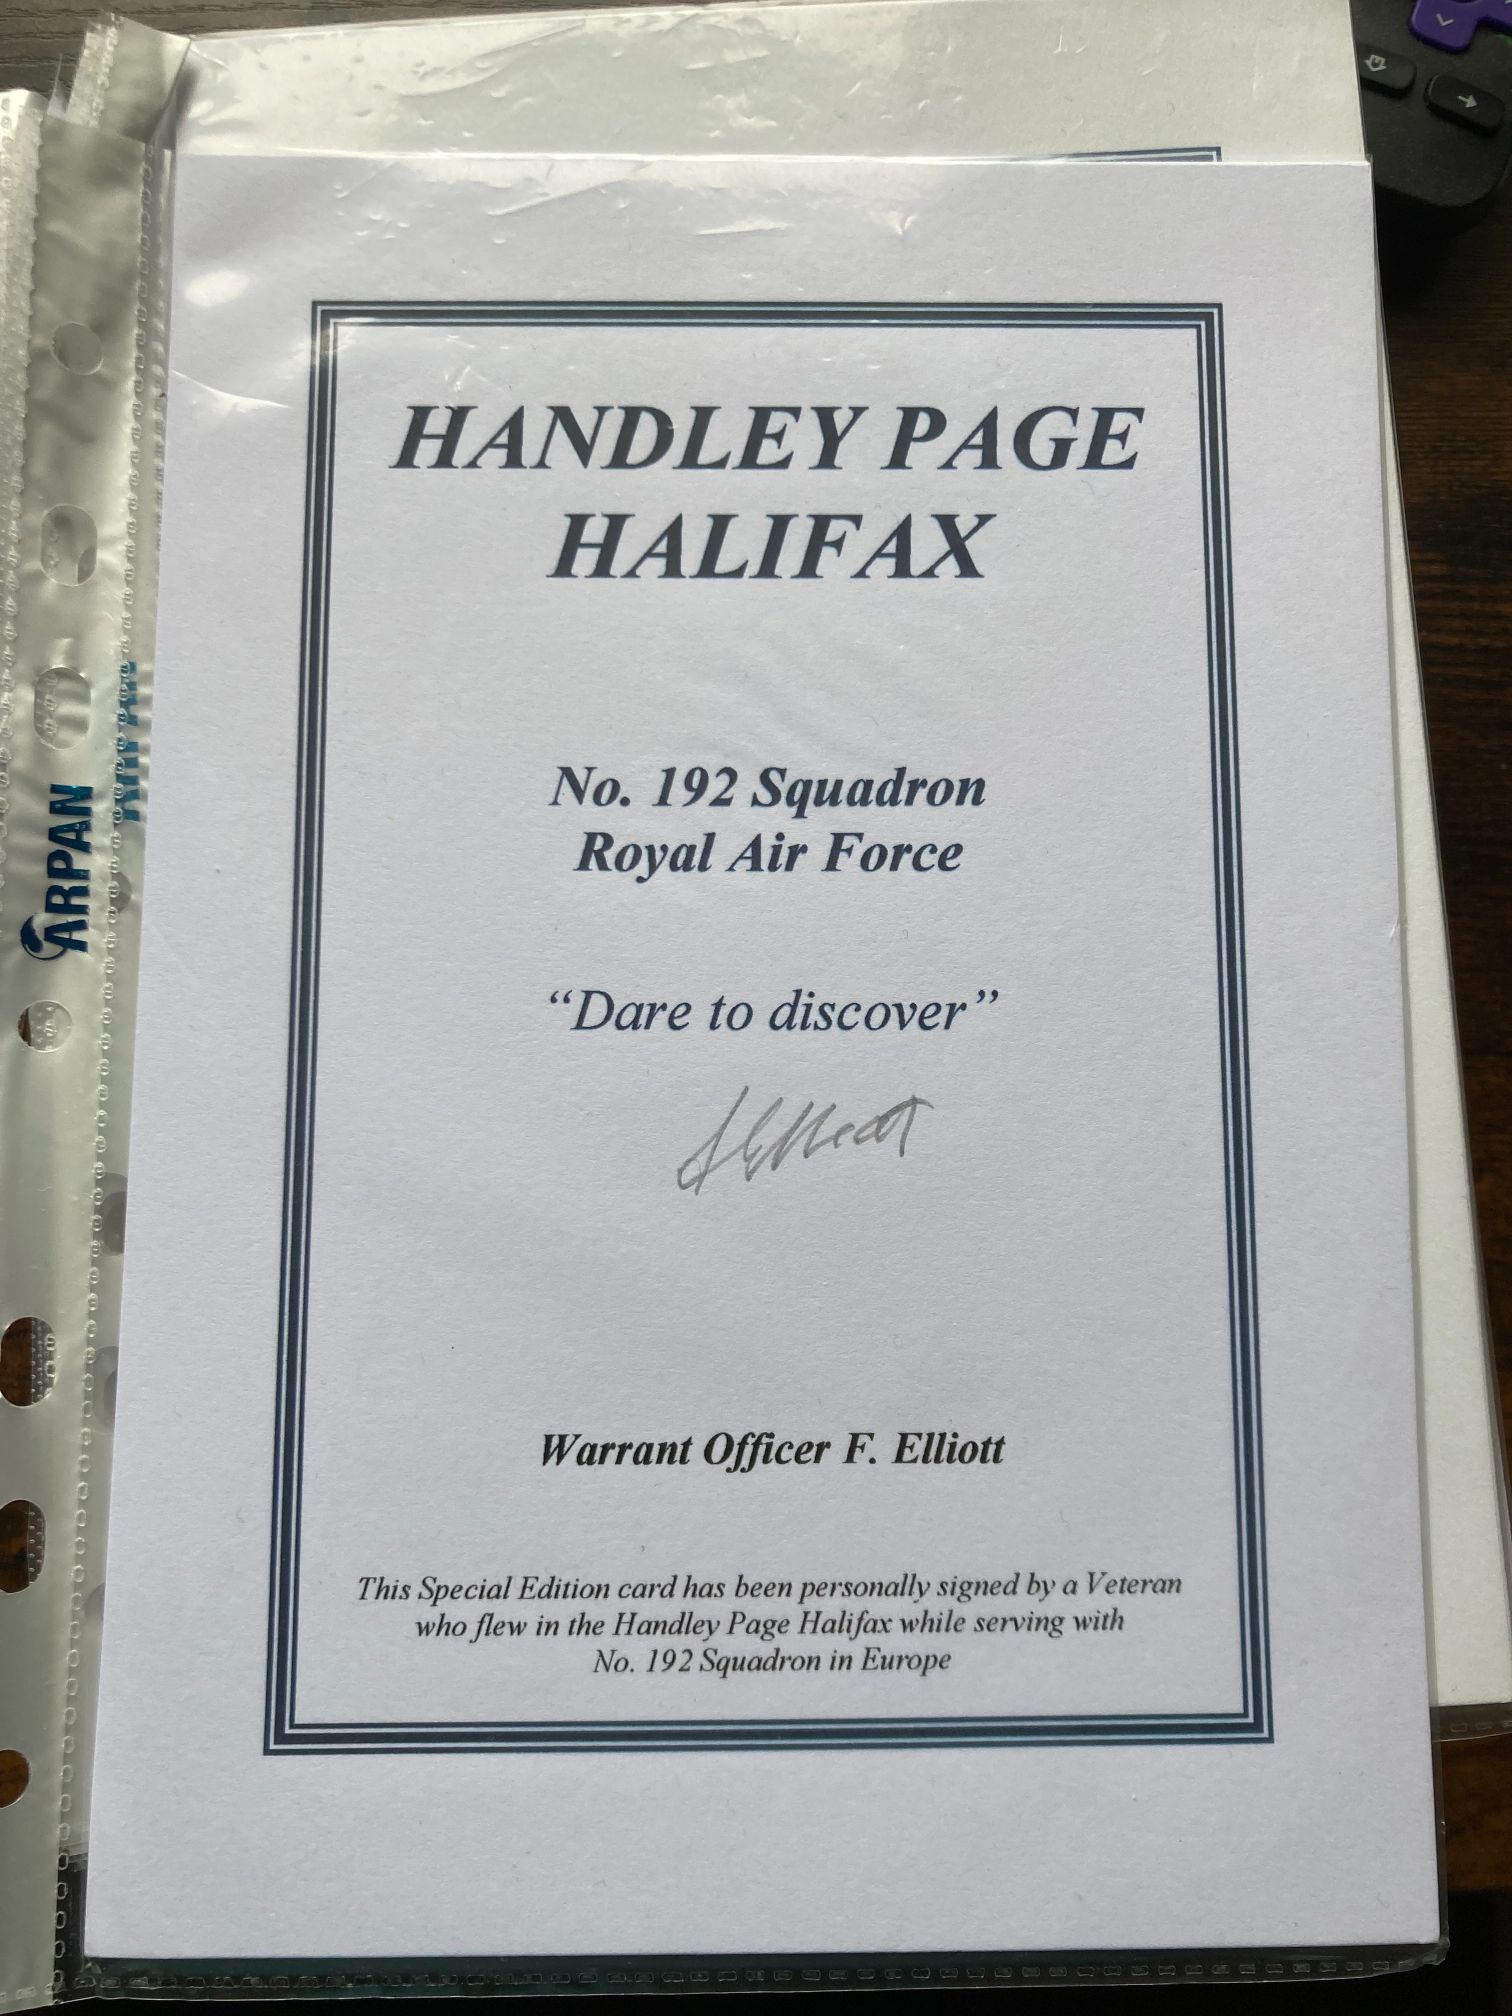 HANDLEY PAGE
HALIFAX
No. 192 Squadron
Royal Air Force
“Dare to discover”
F Elliott
Warrant Officer F. Elliott
This Special Edition card has been personally signed by a Veteran
who flew in the Handley Page Halifax while serving with
No. 192 Squadron in Europe
ARPAN
ARPAN